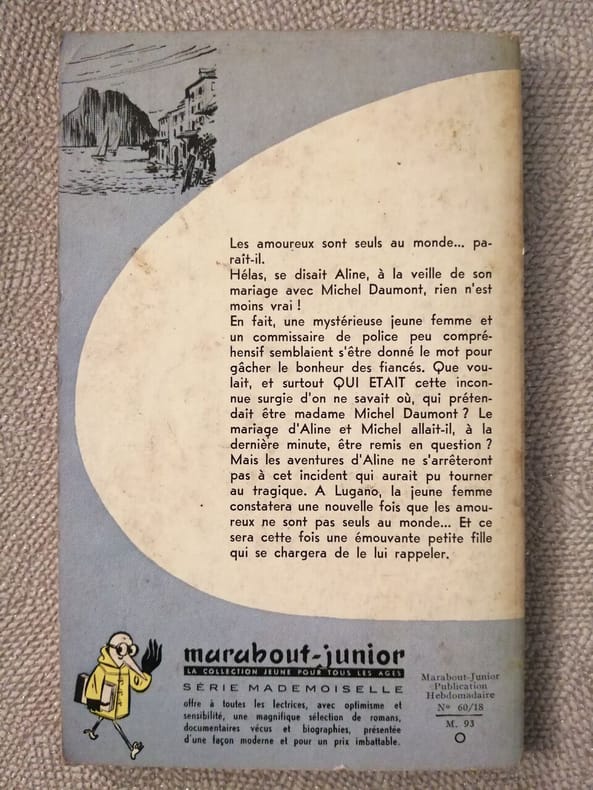 Les amoureux sont seuls au monde... pa-
raît-il.
Hélas, se disait Aline, à la veille de son
mariage avec Michel Daumont, rien n'est
moins vrai !
En fait, une mystérieuse jeune femme et
un commissaire de police peu compré-
hensif semblaient s'être donné le mot pour
gâcher le bonheur des fiancés. Que vou-
lait, et surtout QUI ETAIT cette incon-
nue surgie d'on ne savait où, qui préten-
dait être madame Michel Daumont ? Le
mariage d'Aline et Michel allait-il, à la
dernière minute, être remis en question ?
Mais les aventures d'Aline ne s'arrêteront
pas à cet incident qui aurait pu tourner
au tragique. A Lugano, la jeune femme
constatera une nouvelle fois que les amou-
reux ne sont pas seuls au monde... Et ce
sera cette fois une émouvante petite fille
qui se chargera de le lui rappeler.
marabout-junior
LA COLLECTION JEUNE POUR TOUS LES AGES
SÉRIE MADEMOISELLE
offre à toutes les lectrices, avec optimisme et
sensibilité, une magnifique sélection de romans,
documentaires vécus et biographies, présentée
d'une façon moderne et pour un prix imbattable.
Marabout-Junior
Publication
Hebdomadaire
N° 60/18
M. 93